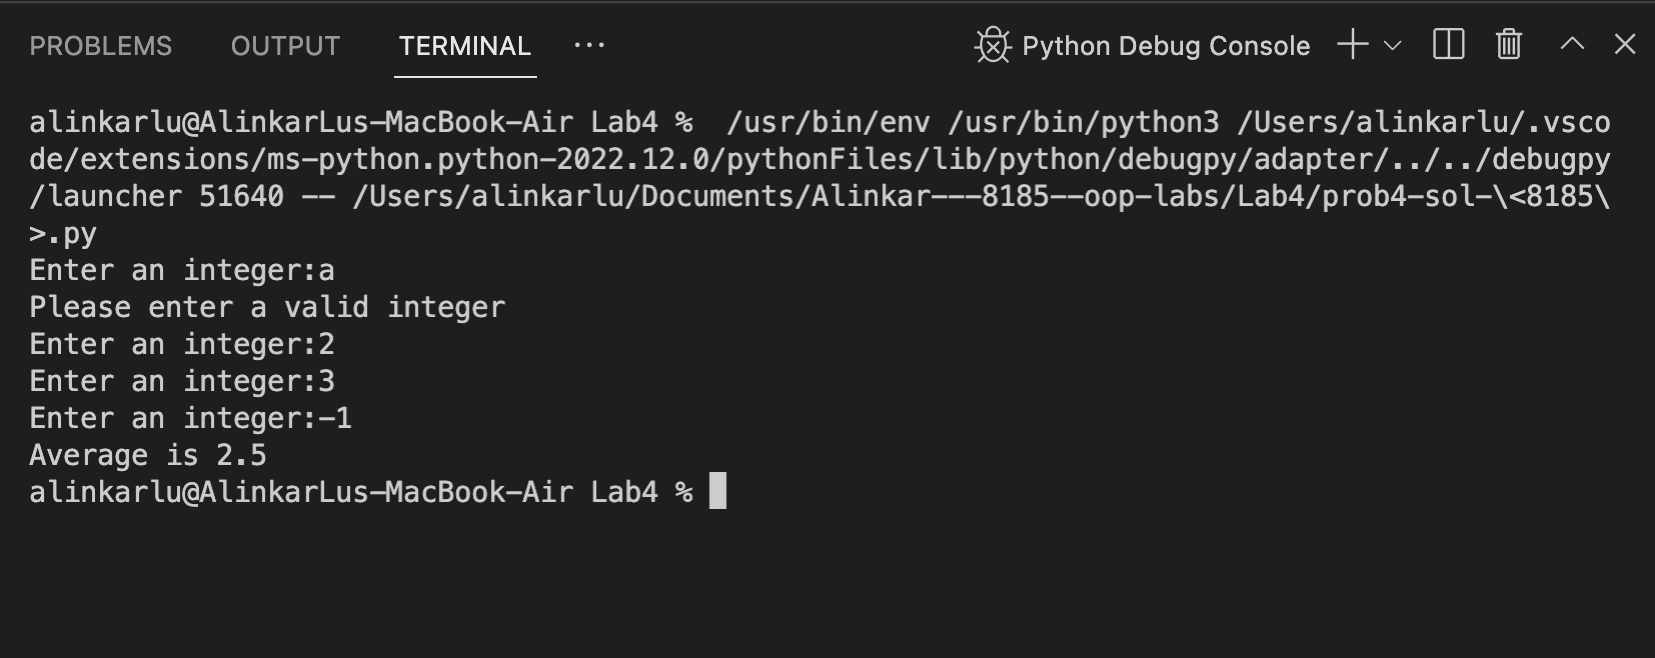 PROBLEMS OUTPUT TERMINAL ··· Python Debug Console
alinkarlu@AlinkarLus-MacBook-Air Lab4 %  /usr/bin/env /usr/bin/python3 /Users/alinkarlu/.vsco
de/extensions/ms-python.python-2022.12.0/pythonFiles/lib/python/debugpy/adapter/../../debugpy
/launcher 51640 -- /Users/alinkarlu/Documents/Alinkar---8185--oop-labs/Lab4/prob4-sol-\<8185\
>.py
Enter an integer:a
Please enter a valid integer
Enter an integer:2
Enter an integer:3
Enter an integer:-1
Average is 2.5
alinkarlu@AlinkarLus-MacBook-Air Lab4 %